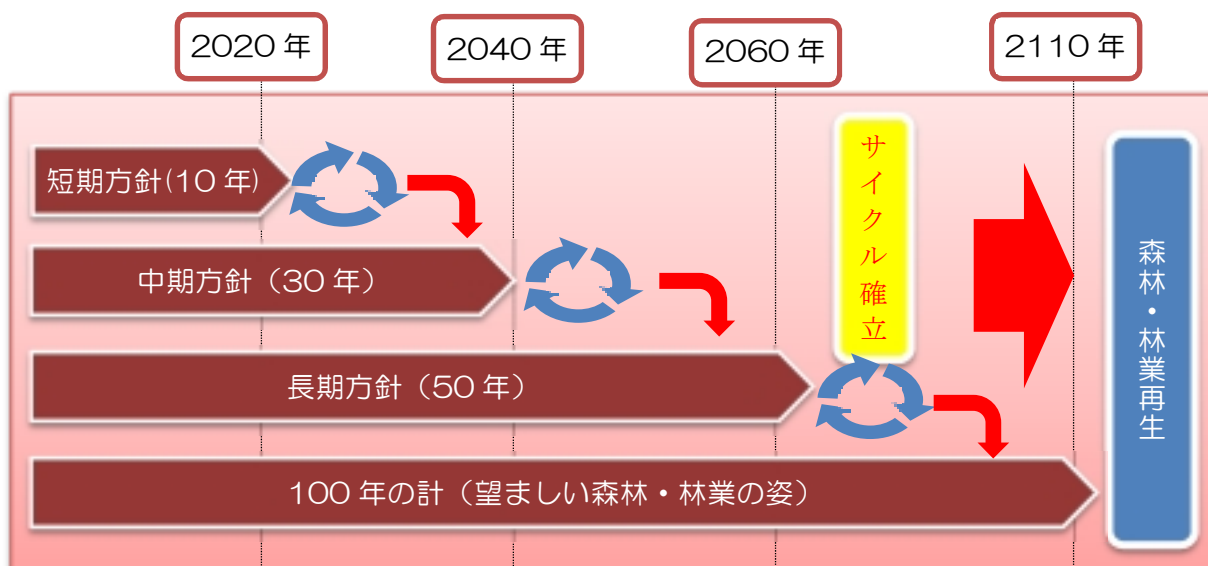 2020 年
2040 年
2060 年
2110 年
短期方針(10 年)
中期方針（30 年）
長期方針（50 年）
100 年の計（望ましい森林・林業の姿）
サイクル確立
森林・林業再生